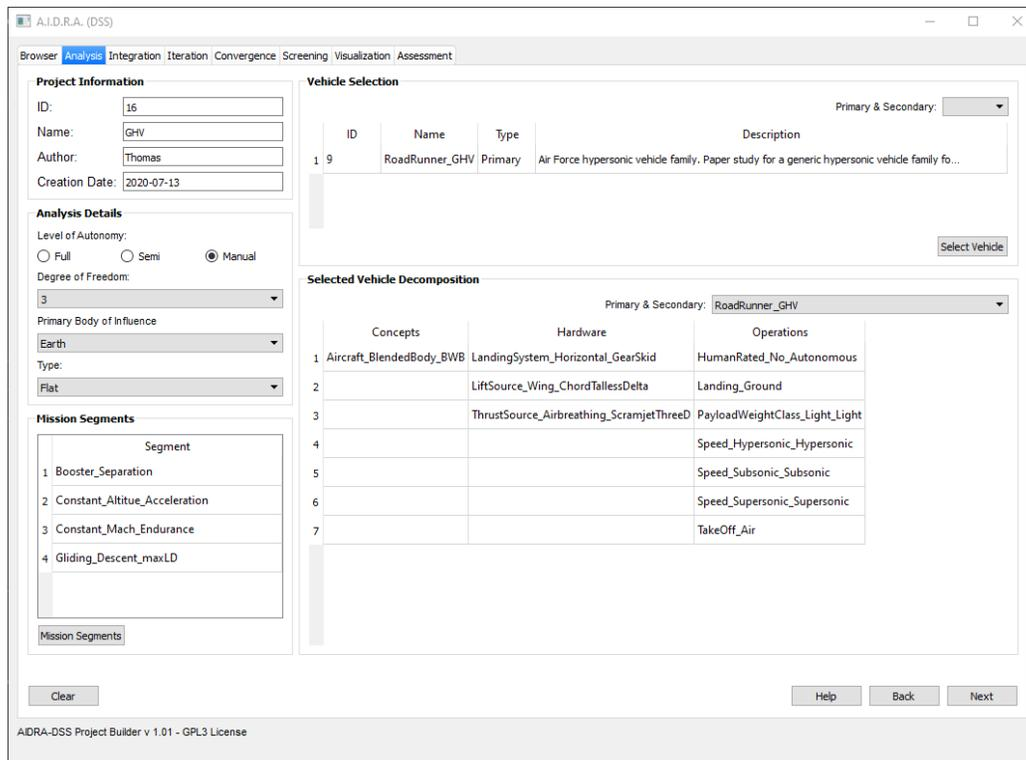 A.I.D.R.A. (DSS)
Browser Analysis Integration Iteration Convergence Screening Visualization Assessment
Project Information
ID: 16
Name: GHV
Author: Thomas
Creation Date: 2020-07-13
Analysis Details
Level of Autonomy:
Full Semi Manual
Degree of Freedom:
3
Primary Body of Influence
Earth
Type:
Flat
Mission Segments
Segment
1 Booster_Separation
2 Constant_Altitue_Acceleration
3 Constant_Mach_Endurance
4 Gliding_Descent_maxLD
Mission Segments
Vehicle Selection
Primary & Secondary:
ID Name Type Description
1 9 RoadRunner_GHV Primary Air Force hypersonic vehicle family. Paper study for a generic hypersonic vehicle family fo...
Select Vehicle
Selected Vehicle Decomposition
Primary & Secondary: RoadRunner_GHV
Concepts Hardware Operations
1 Aircraft_BlendedBody_BWB LandingSystem_Horizontal_GearSkid HumanRated_No_Autonomous
2 LiftSource_Wing_ChordTallessDelta Landing_Ground
3 ThrustSource_Airbreathing_ScramjetThreeD PayloadWeightClass_Light_Light
4 Speed_Hypersonic_Hypersonic
5 Speed_Subsonic_Subsonic
6 Speed_Supersonic_Supersonic
7 TakeOff_Air
Clear Help Back Next
AIDRA-DSS Project Builder v 1.01 - GPL3 License